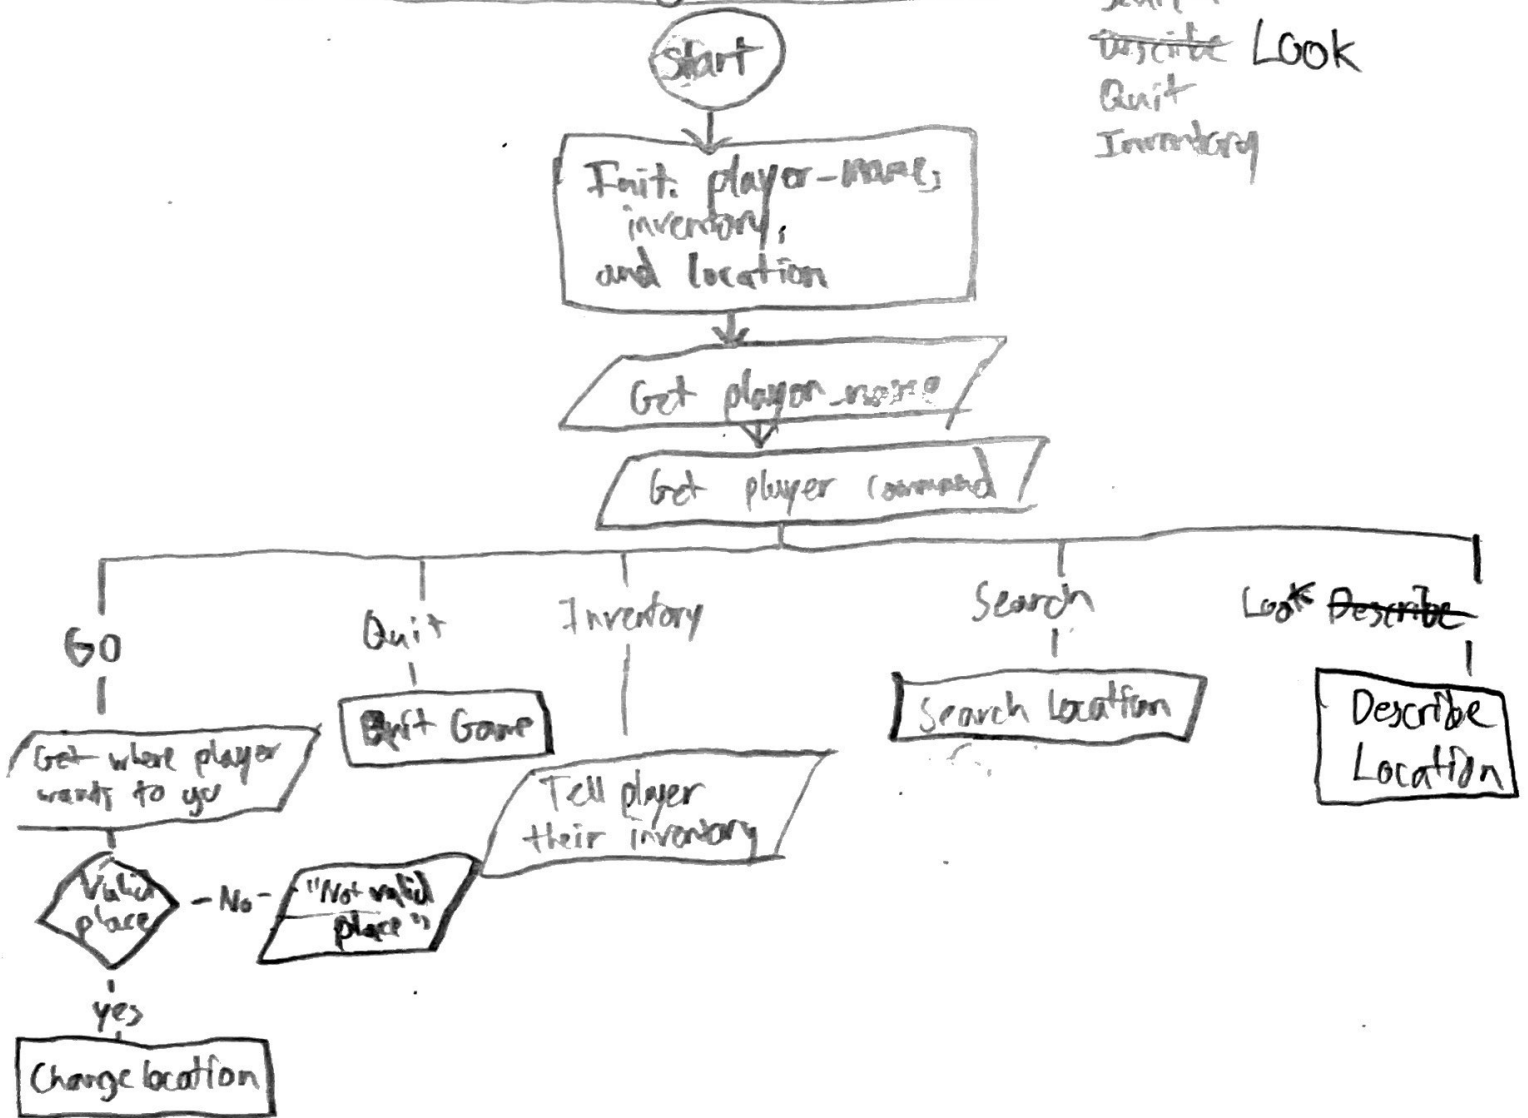 Start
Describe Look
Quit
Inventory
Init. player-name,
inventory,
and location
Get player_name
Get player command
GO
Quit
Inventory
Search
Look Describe
Get where player
wants to go
Quit Game
Tell player
their inventory
Search Location
Describe
Location
Valid
place
No
"Not valid
place"
yes
Change location